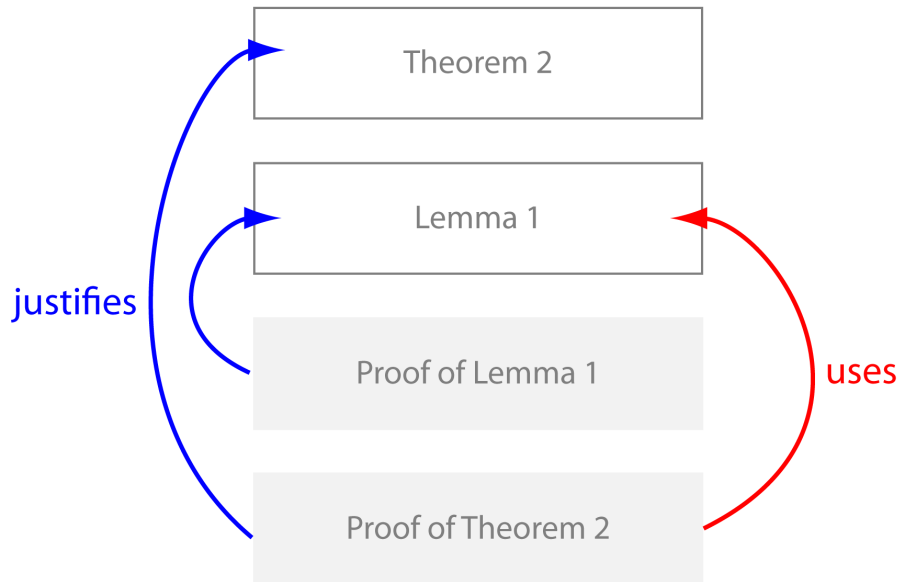 Theorem 2
Lemma 1
justifies
Proof of Lemma 1
uses
Proof of Theorem 2